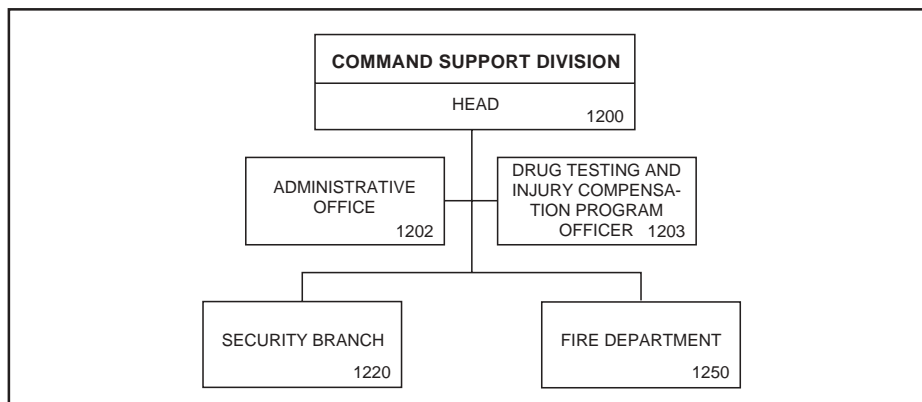 COMMAND SUPPORT DIVISION
HEAD
1200
ADMINISTRATIVE
OFFICE
1202
DRUG TESTING AND
INJURY COMPENSA-
TION PROGRAM
OFFICER 1203
SECURITY BRANCH
1220
FIRE DEPARTMENT
1250